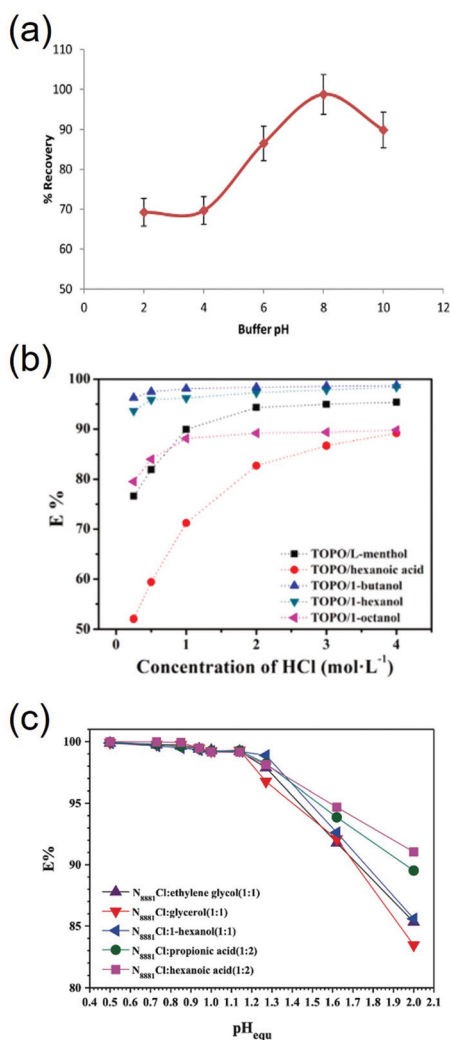 (a)
110
100
90
80
70
60
50
% Recovery
0 2 4 6 8 10 12
Buffer pH
(b)
100
90
80
70
60
50
E %
TOPO/L-menthol
TOPO/hexanoic acid
TOPO/1-butanol
TOPO/1-hexanol
TOPO/1-octanol
0 1 2 3 4
Concentration of HCl (mol·L⁻¹)
(c)
100
95
90
85
80
E%
N₈₈₈₁Cl:ethylene glycol(1:1)
N₈₈₈₁Cl:glycerol(1:1)
N₈₈₈₁Cl:1-hexanol(1:1)
N₈₈₈₁Cl:propionic acid(1:2)
N₈₈₈₁Cl:hexanoic acid(1:2)
0.4 0.5 0.6 0.7 0.8 0.9 1.0 1.1 1.2 1.3 1.4 1.5 1.6 1.7 1.8 1.9 2.0 2.1
pHequ